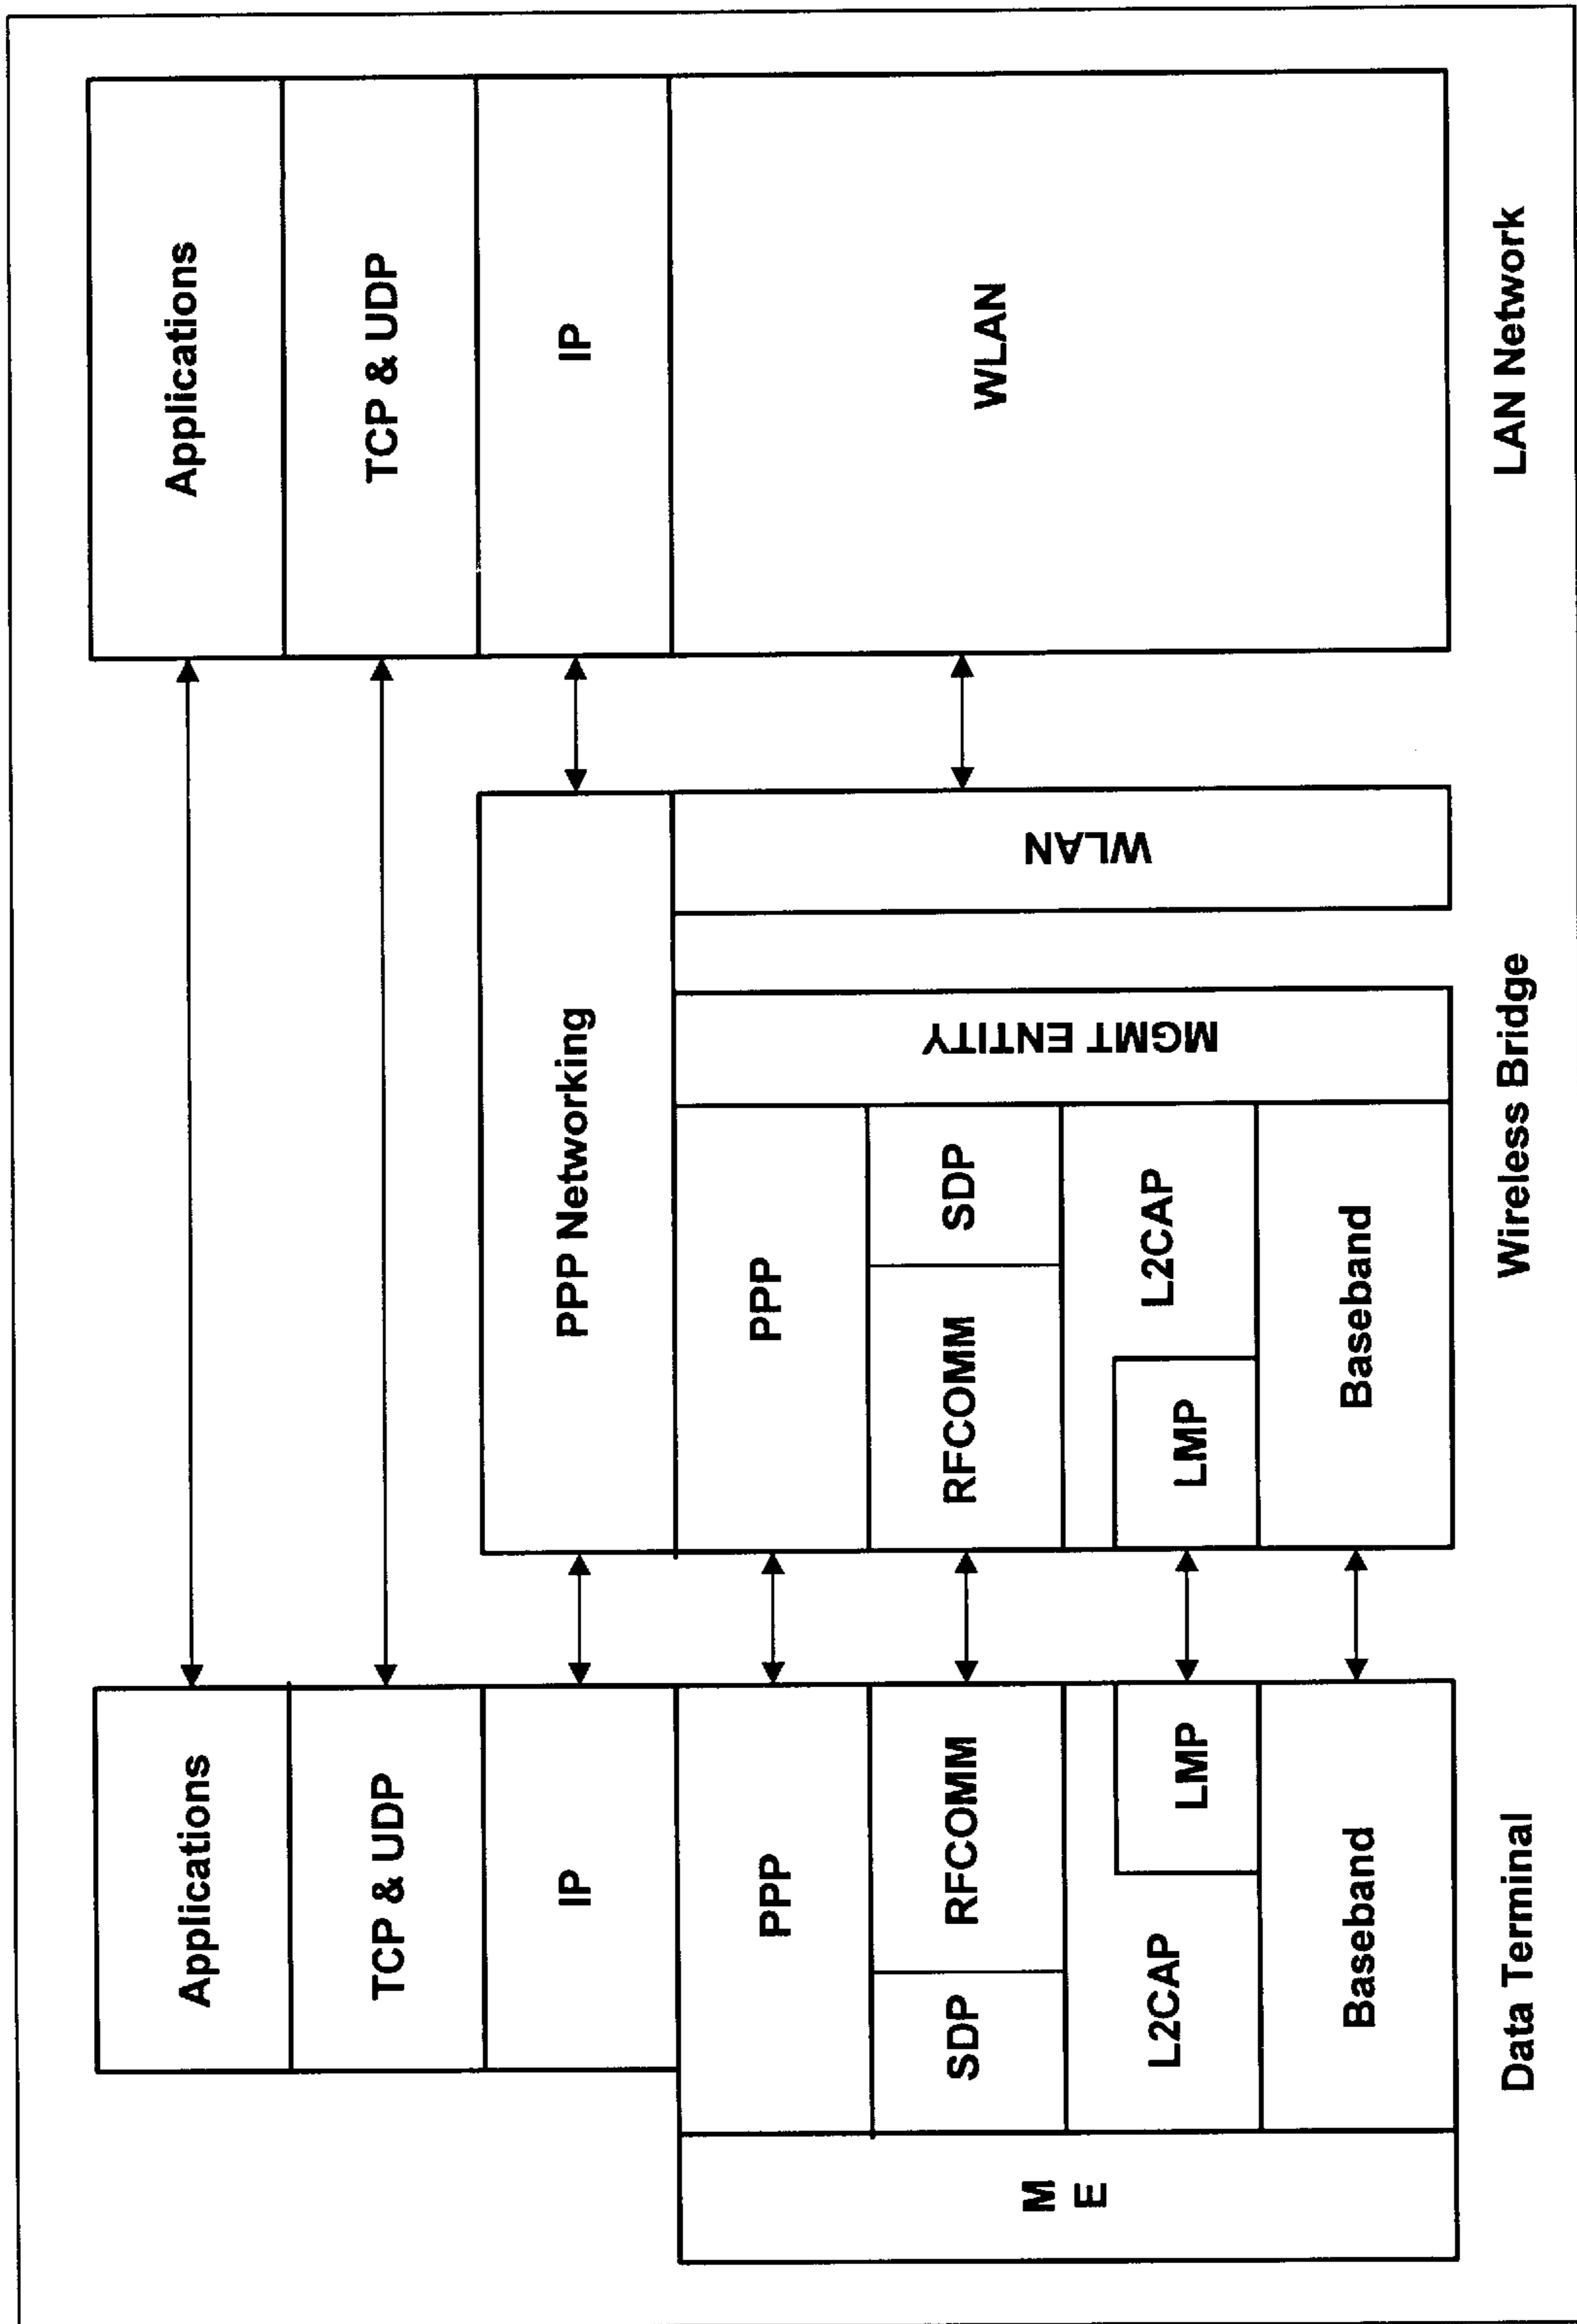 Applications
TCP & UDP
IP
PPP
SDP
RFCOMM
L2CAP
LMP
Baseband
M
E
Data Terminal
PPP Networking
PPP
RFCOMM
SDP
LMP
L2CAP
Baseband
MGMT ENTITY
WLAN
Wireless Bridge
Applications
TCP & UDP
IP
WLAN
LAN Network